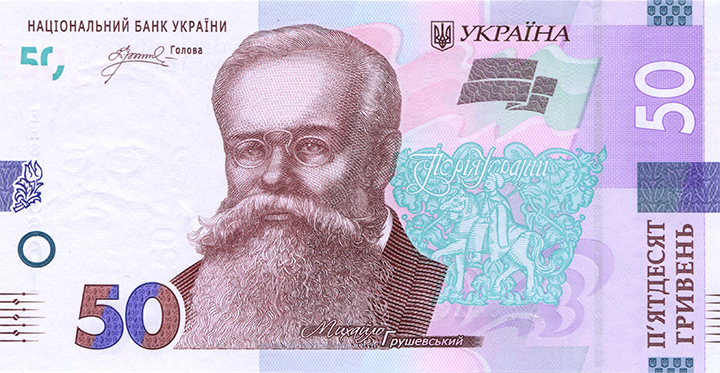 НАЦІОНАЛЬНИЙ БАНК УКРАЇНИ
Голова
УКРАЇНА
50
Історія України
П'ЯТДЕСЯТ
ГРИВЕНЬ
50
Михайло
Грушевський